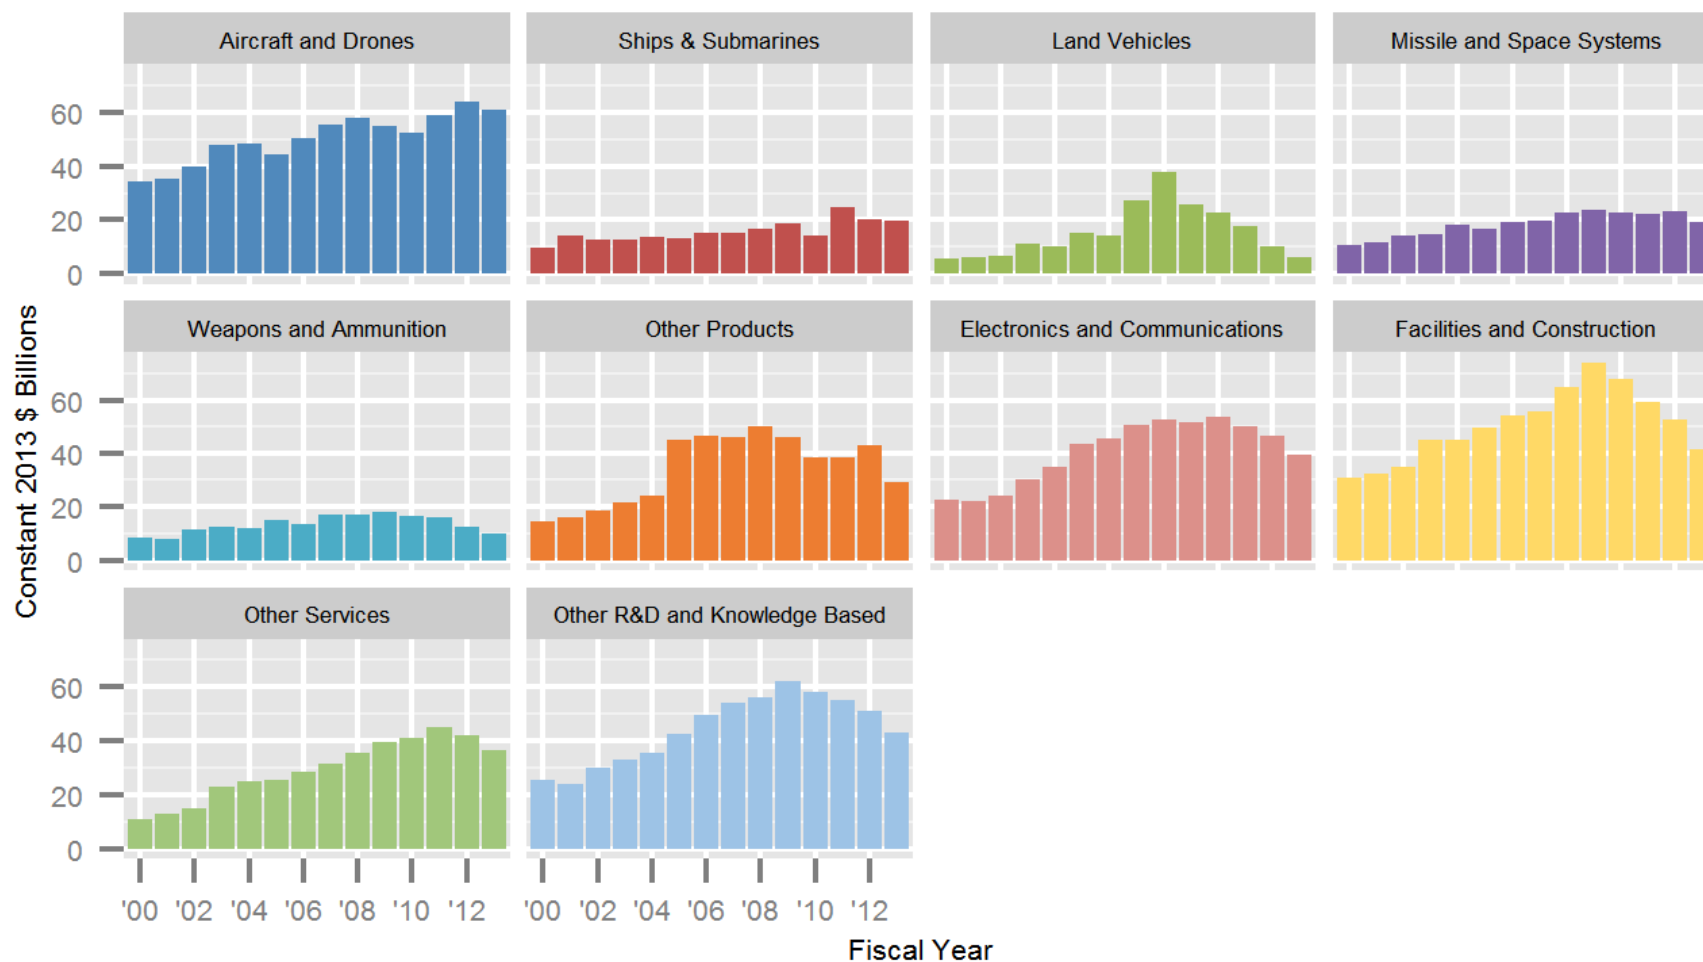 Aircraft and Drones
Ships & Submarines
Land Vehicles
Missile and Space Systems
60
40
20
0
Constant 2013 $ Billions
Weapons and Ammunition
Other Products
Electronics and Communications
Facilities and Construction
60
40
20
0
Other Services
Other R&D and Knowledge Based
60
40
20
0
'00 '02 '04 '06 '08 '10 '12
'00 '02 '04 '06 '08 '10 '12
Fiscal Year